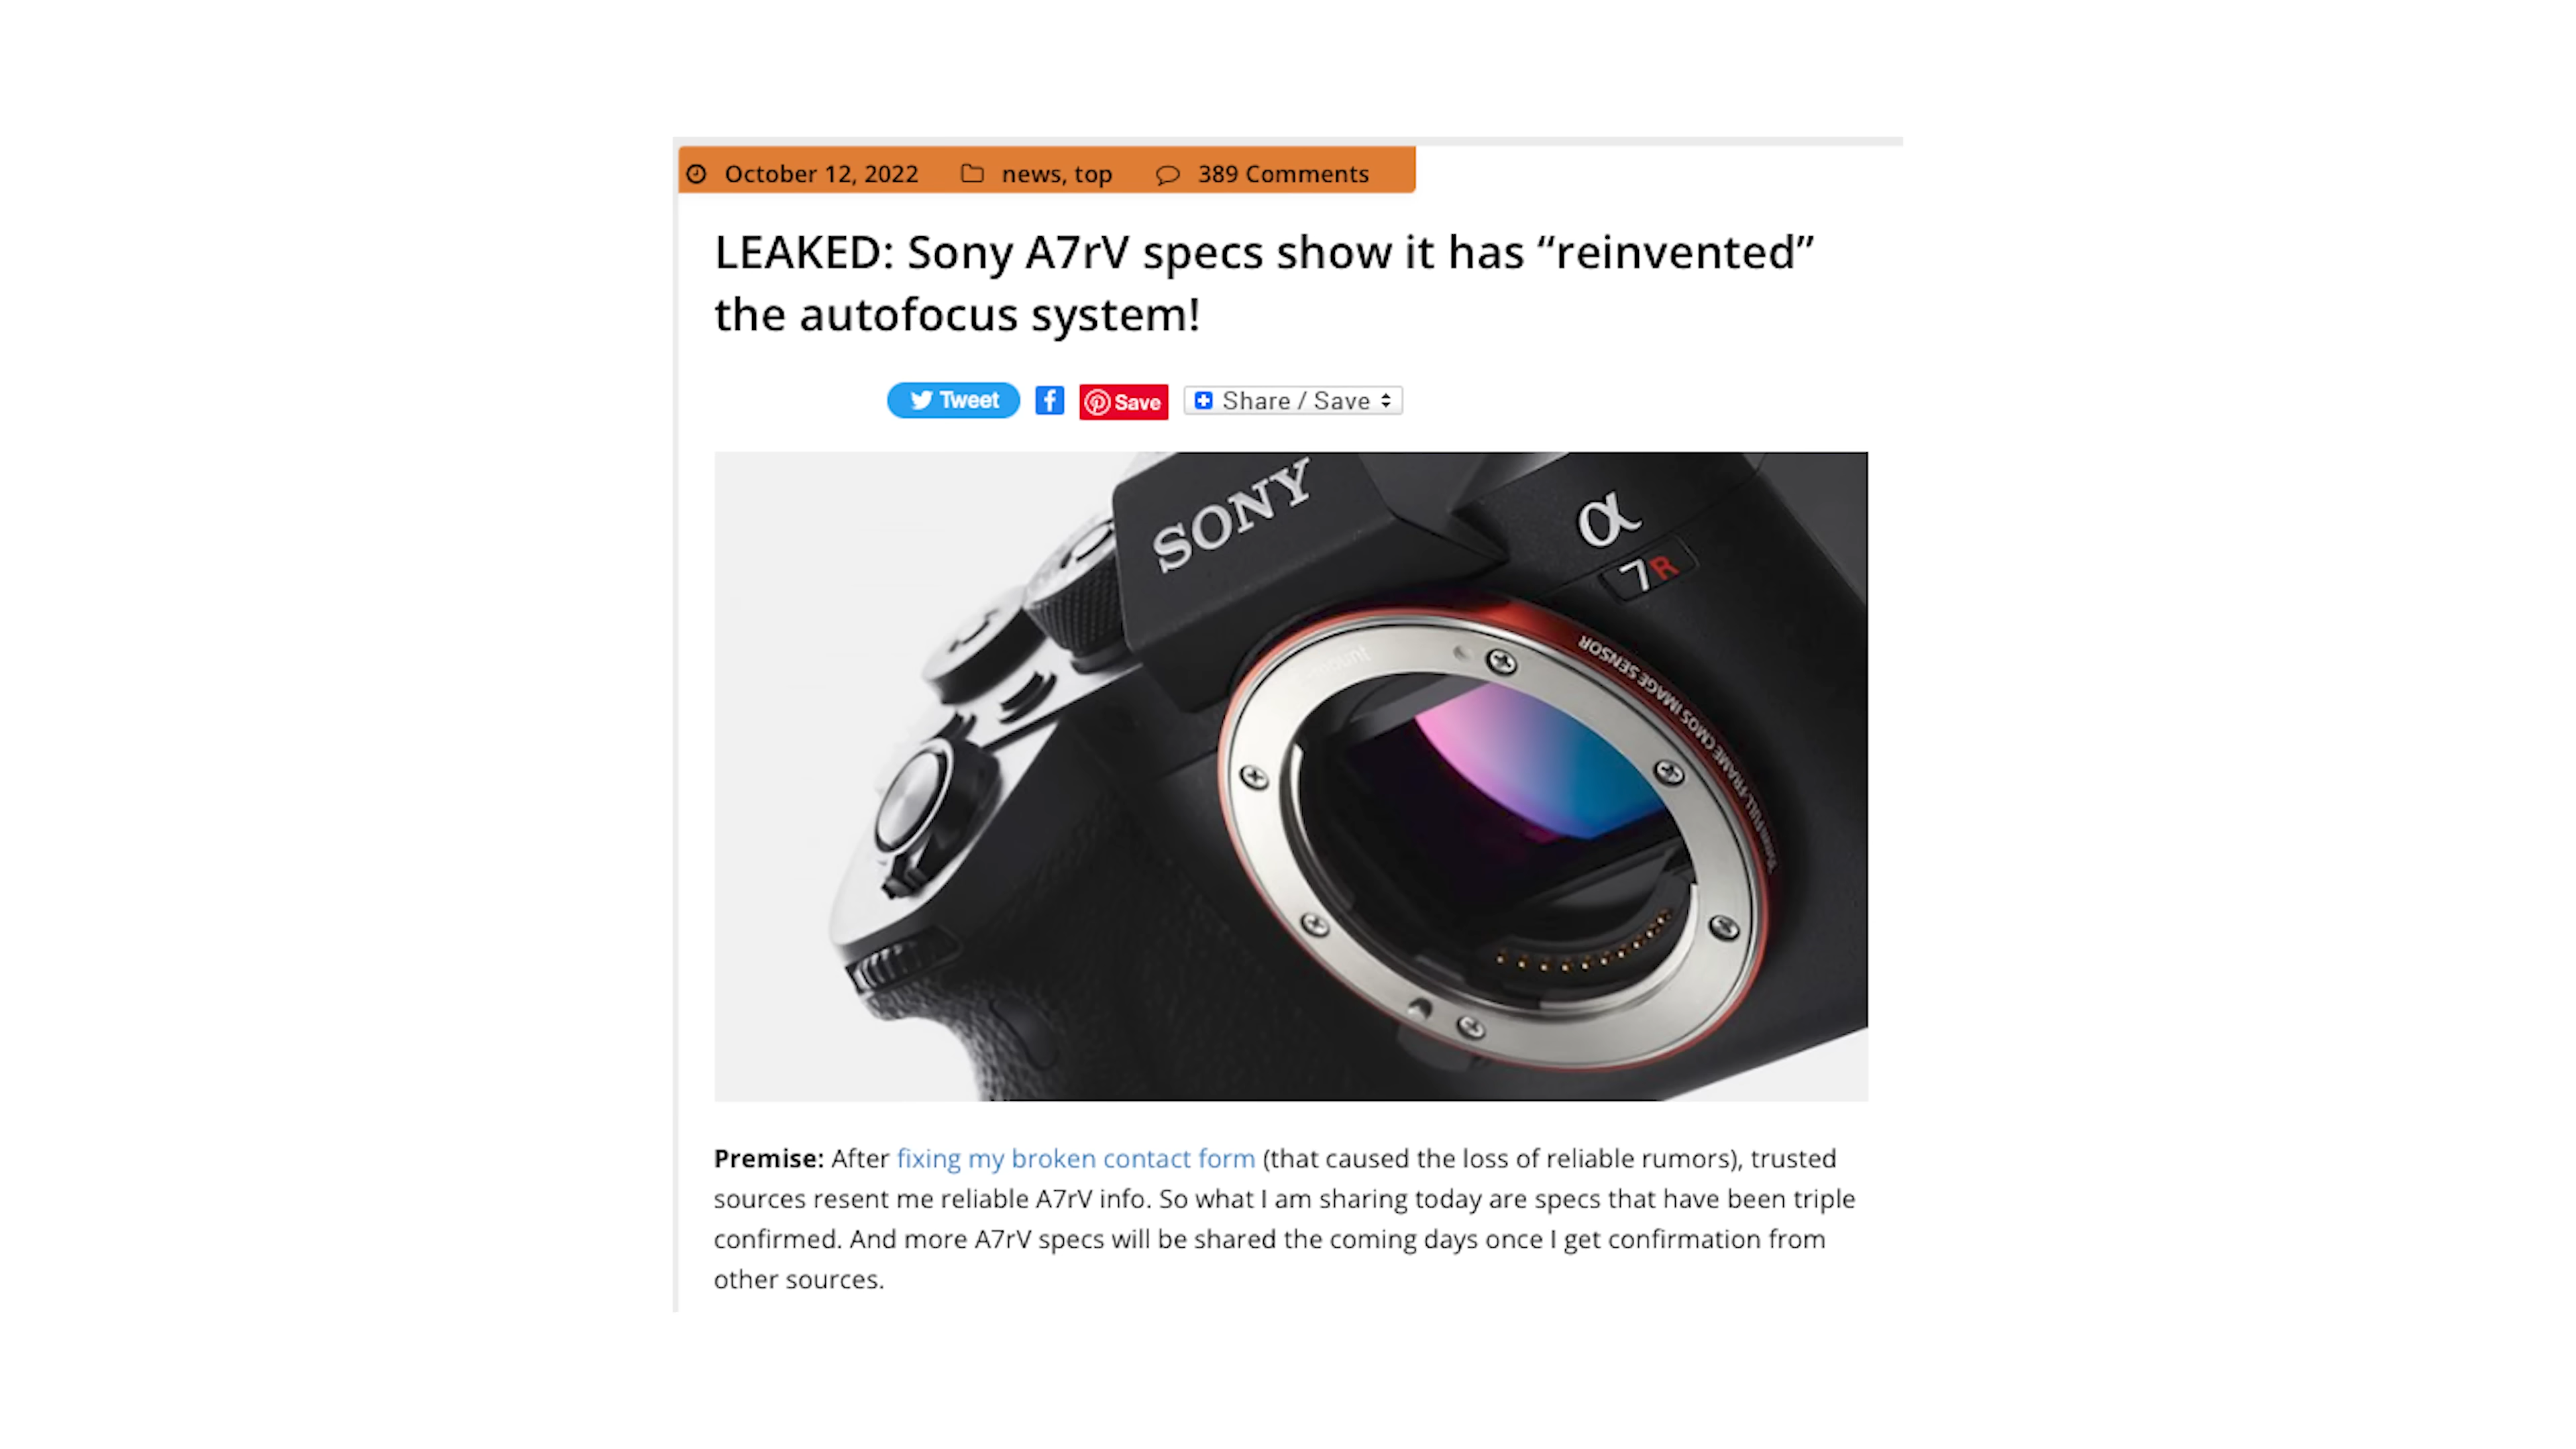 October 12, 2022 news, top 389 Comments
LEAKED: Sony A7rV specs show it has “reinvented”
the autofocus system!
Tweet f Save Share / Save
SONY
α
7R
35mm FULL-FRAME CMOS IMAGE SENSOR
Premise: After fixing my broken contact form (that caused the loss of reliable rumors), trusted
sources resent me reliable A7rV info. So what I am sharing today are specs that have been triple
confirmed. And more A7rV specs will be shared the coming days once I get confirmation from
other sources.